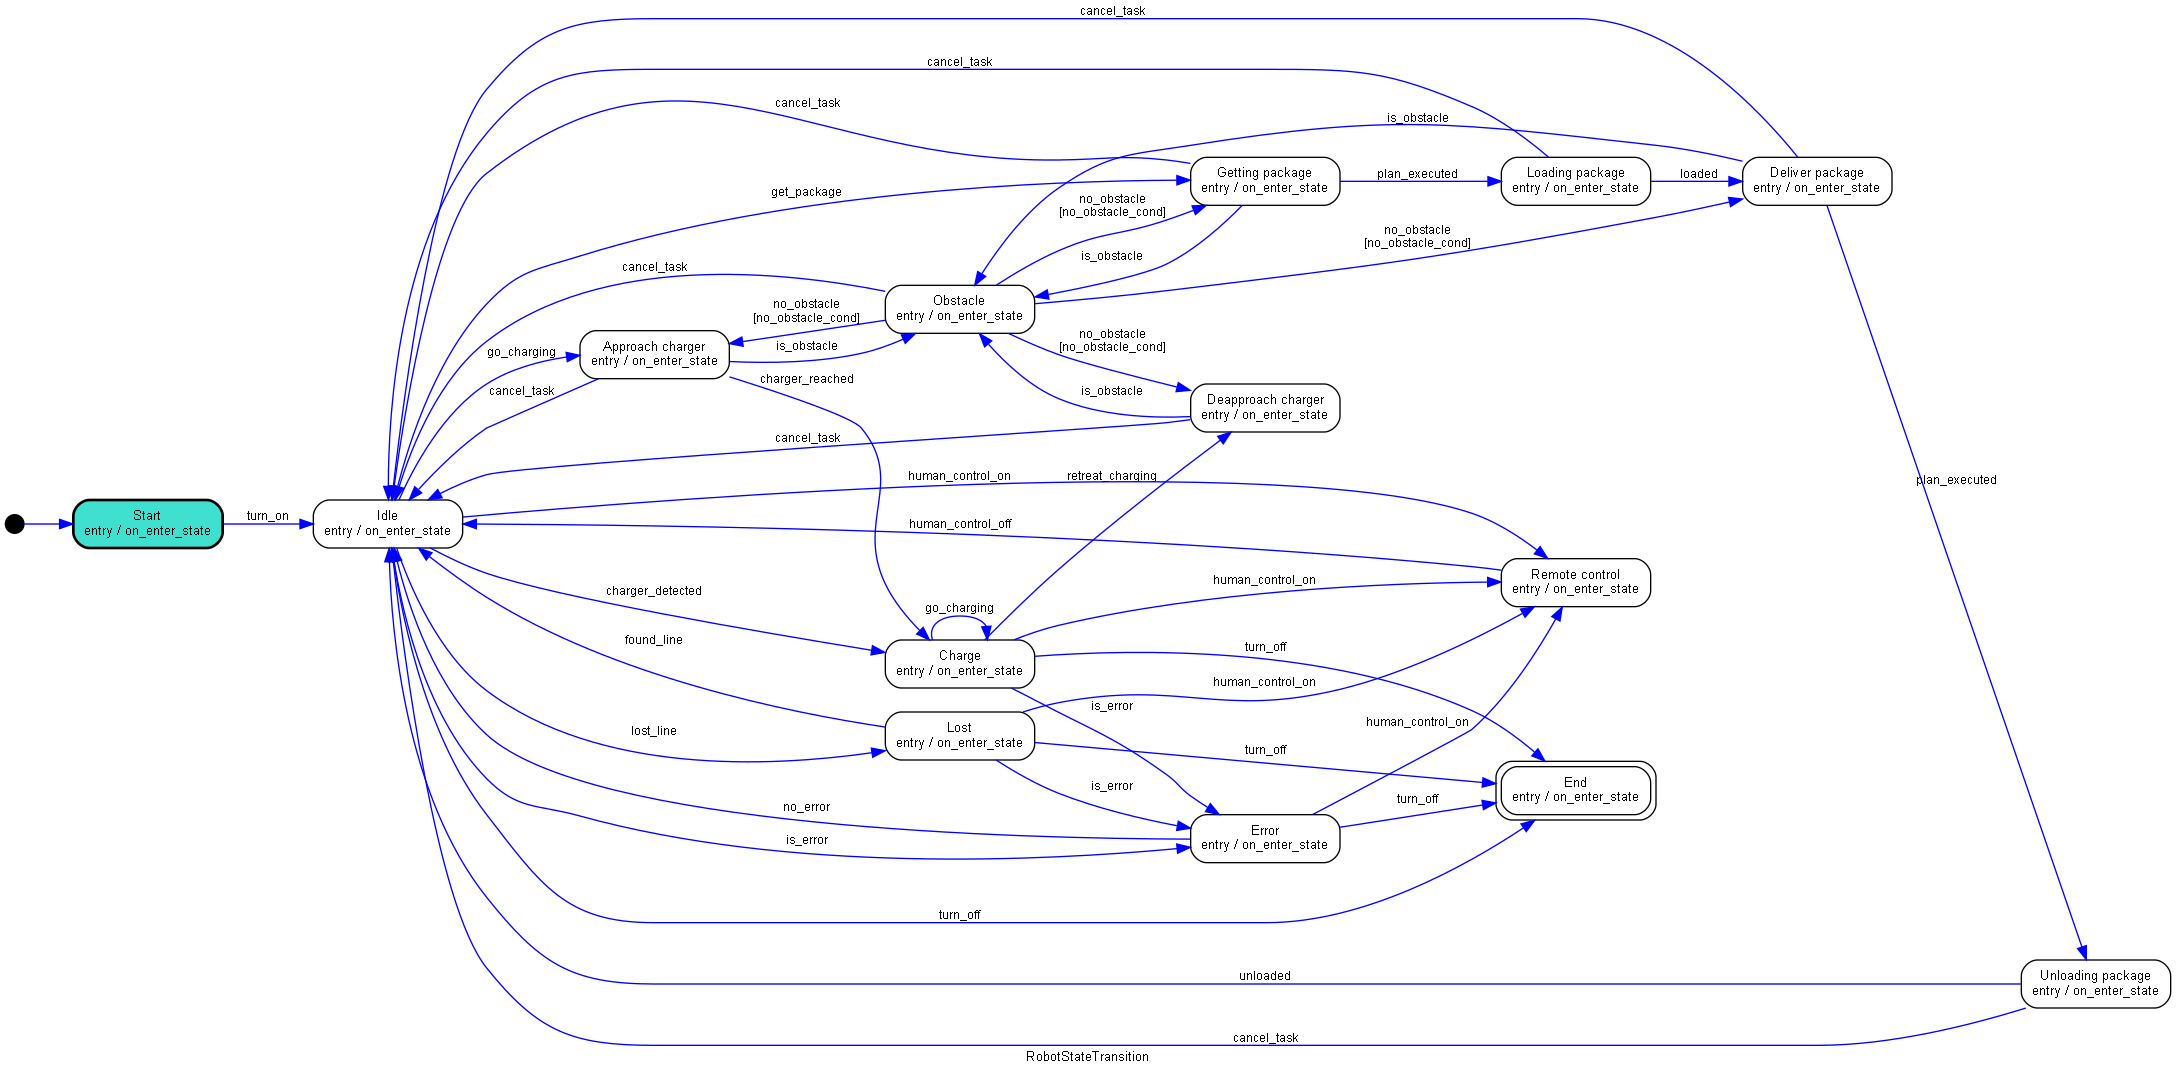 cancel_task
cancel_task
cancel_task
is_obstacle
Getting package
entry / on_enter_state
plan_executed
Loading package
entry / on_enter_state
loaded
Deliver package
entry / on_enter_state
get_package
no_obstacle
[no_obstacle_cond]
no_obstacle
[no_obstacle_cond]
is_obstacle
cancel_task
Obstacle
entry / on_enter_state
no_obstacle
[no_obstacle_cond]
no_obstacle
[no_obstacle_cond]
go_charging
Approach charger
entry / on_enter_state
is_obstacle
cancel_task
charger_reached
is_obstacle
Deapproach charger
entry / on_enter_state
cancel_task
human_control_on
retreat_charging
plan_executed
Start
entry / on_enter_state
turn_on
Idle
entry / on_enter_state
human_control_off
Remote control
entry / on_enter_state
charger_detected
human_control_on
go_charging
found_line
Charge
entry / on_enter_state
turn_off
human_control_on
is_error
human_control_on
lost_line
Lost
entry / on_enter_state
turn_off
is_error
End
entry / on_enter_state
no_error
turn_off
is_error
Error
entry / on_enter_state
turn_off
unloaded
Unloading package
entry / on_enter_state
cancel_task
RobotStateTransition